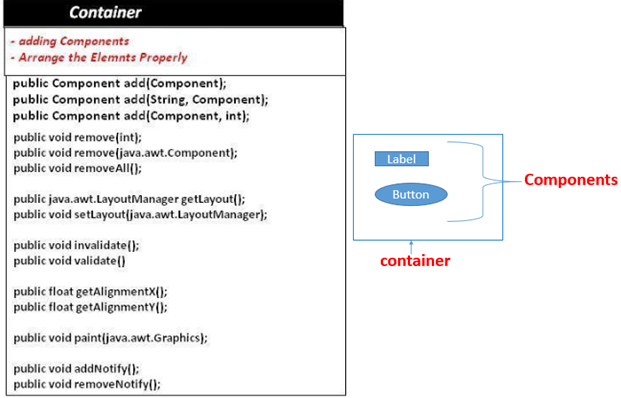 Container
- adding Components
- Arrange the Elemnts Properly
public Component add(Component);
public Component add(String, Component);
public Component add(Component, int);
public void remove(int);
public void remove(java.awt.Component);
public void removeAll();
public java.awt.LayoutManager getLayout();
public void setLayout(java.awt.LayoutManager);
public void invalidate();
public void validate()
public float getAlignmentX();
public float getAlignmentY();
public void paint(java.awt.Graphics);
public void addNotify();
public void removeNotify();
Label
Button
Components
container